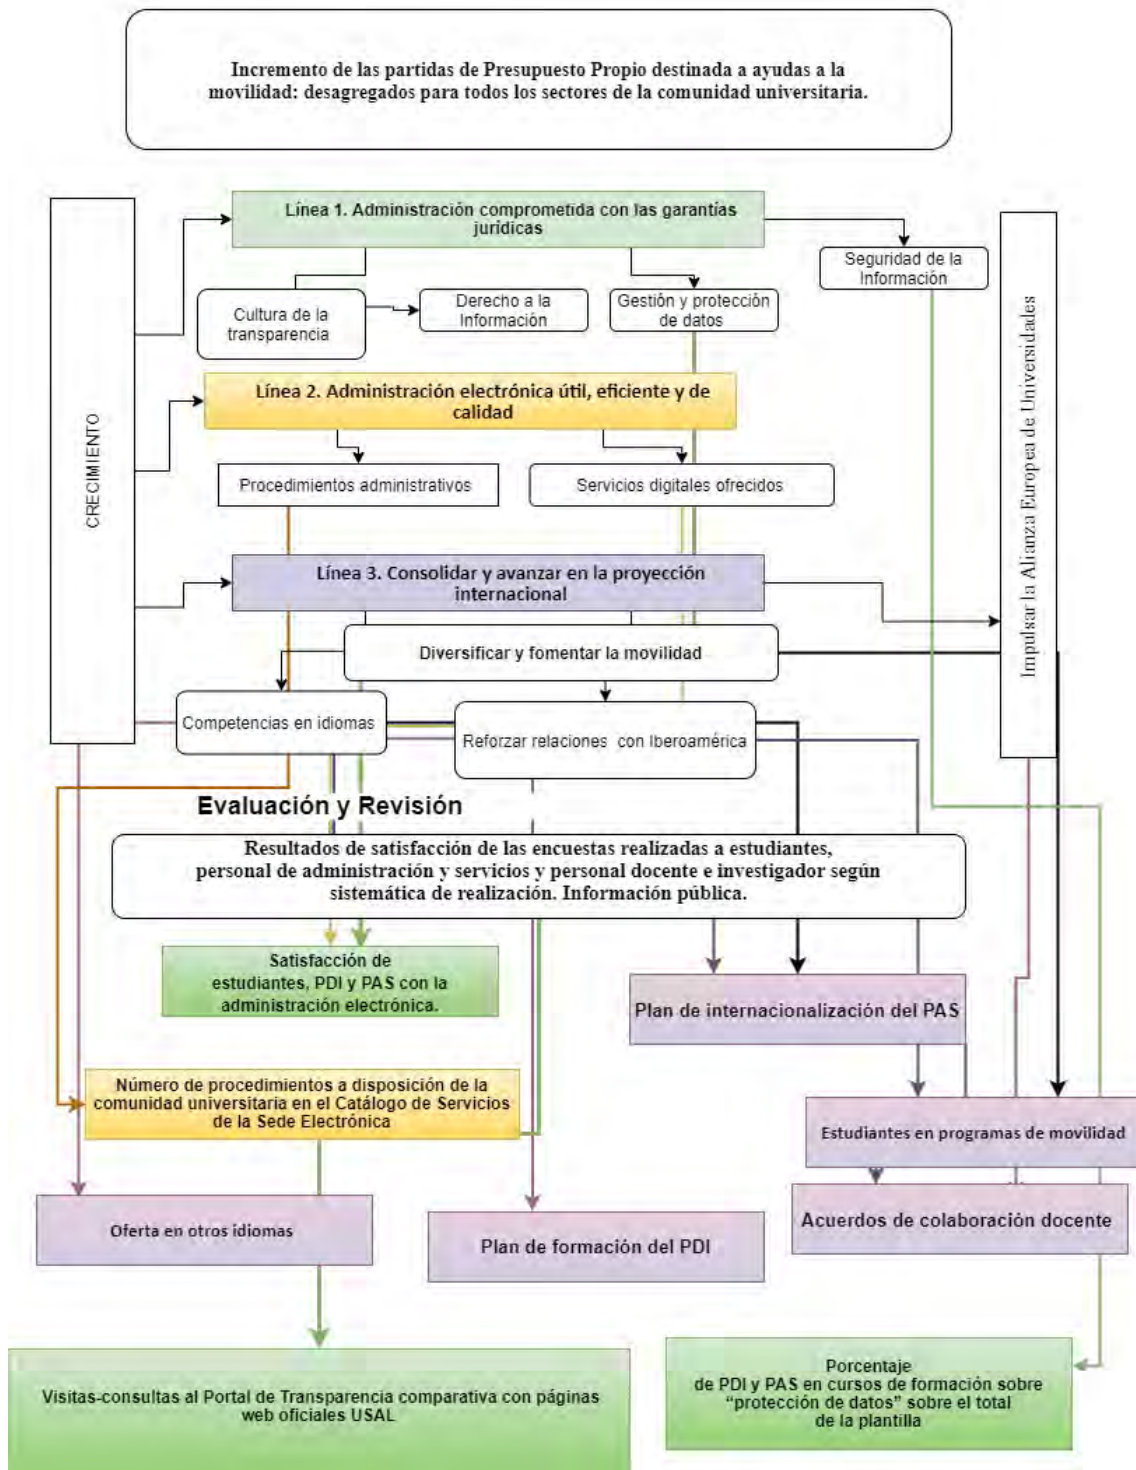 Incremento de las partidas de Presupuesto Propio destinada a ayudas a la
movilidad: desagregados para todos los sectores de la comunidad universitaria.
CRECIMIENTO
Línea 1. Administración comprometida con las garantías
jurídicas
Seguridad de la
Información
Cultura de la
transparencia
Derecho a la
Información
Gestión y protección
de datos
Línea 2. Administración electrónica útil, eficiente y de
calidad
Procedimientos administrativos
Servicios digitales ofrecidos
Línea 3. Consolidar y avanzar en la proyección
internacional
Impulsar la Alianza Europea de Universidades
Diversificar y fomentar la movilidad
Competencias en idiomas
Reforzar relaciones con Iberoamérica
Evaluación y Revisión
Resultados de satisfacción de las encuestas realizadas a estudiantes,
personal de administración y servicios y personal docente e investigador según
sistemática de realización. Información pública.
Satisfacción de
estudiantes, PDI y PAS con la
administración electrónica.
Plan de internacionalización del PAS
Número de procedimientos a disposición de la
comunidad universitaria en el Catálogo de Servicios
de la Sede Electrónica
Estudiantes en programas de movilidad
Oferta en otros idiomas
Plan de formación del PDI
Acuerdos de colaboración docente
Visitas-consultas al Portal de Transparencia comparativa con páginas
web oficiales USAL
Porcentaje
de PDI y PAS en cursos de formación sobre
“protección de datos” sobre el total
de la plantilla